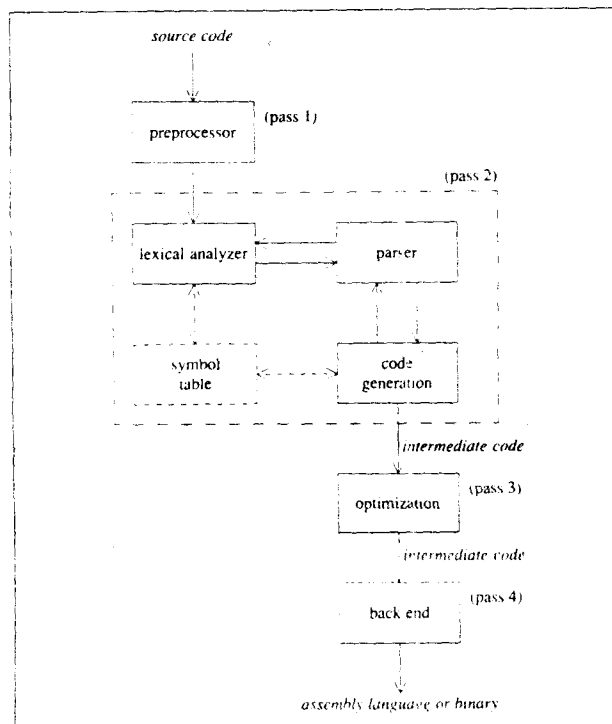 source code
preprocessor
(pass 1)
(pass 2)
lexical analyzer
parser
symbol
table
code
generation
intermediate code
optimization
(pass 3)
intermediate code
back end
(pass 4)
assembly language or binary